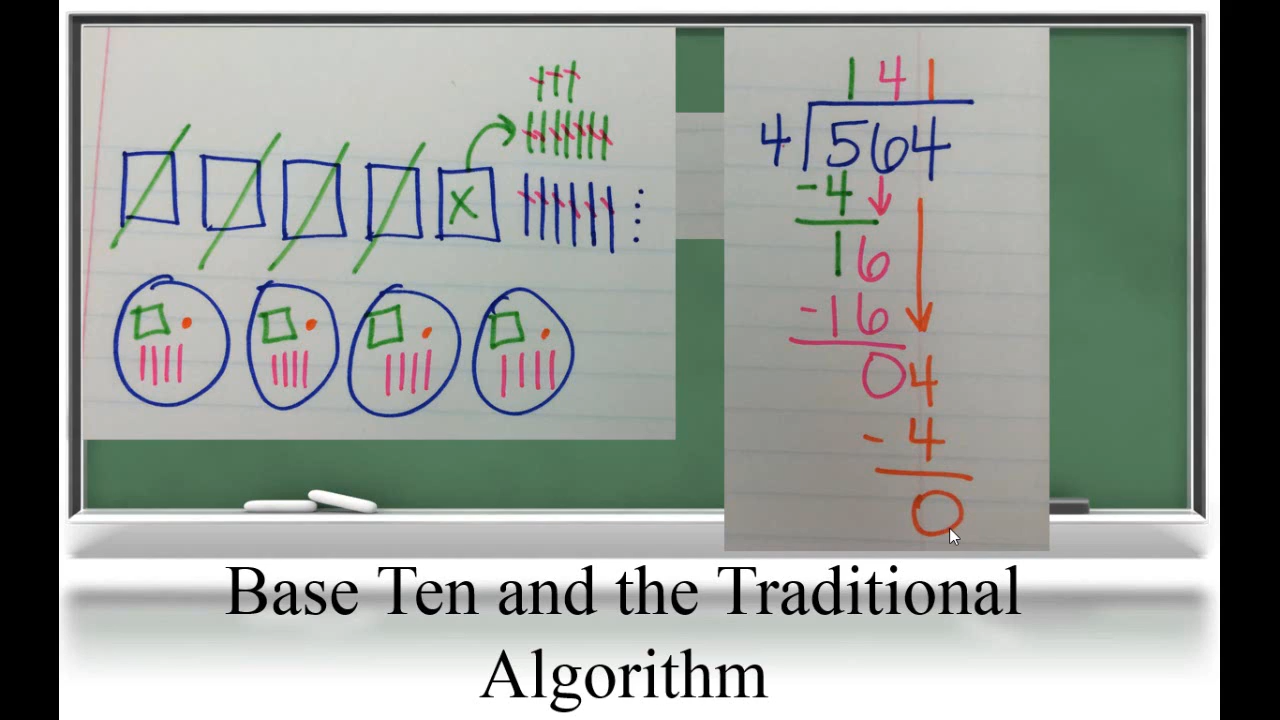 X
141
4 564
-4
16
-16
04
-4
0
Base Ten and the Traditional
Algorithm